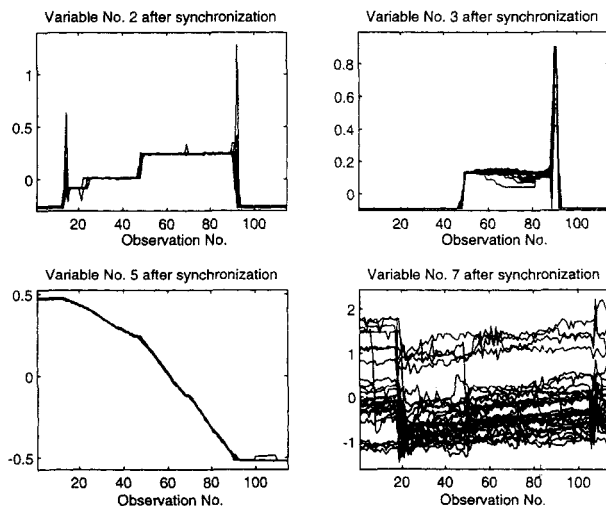 Variable No. 2 after synchronization
1
0.5
0
20 40 60 80 100
Observation No.
Variable No. 3 after synchronization
0.8
0.6
0.4
0.2
0
20 40 60 80 100
Observation No.
Variable No. 5 after synchronization
0.5
0
-0.5
20 40 60 80 100
Observation No.
Variable No. 7 after synchronization
2
1
0
-1
20 40 60 80 100
Observation No.